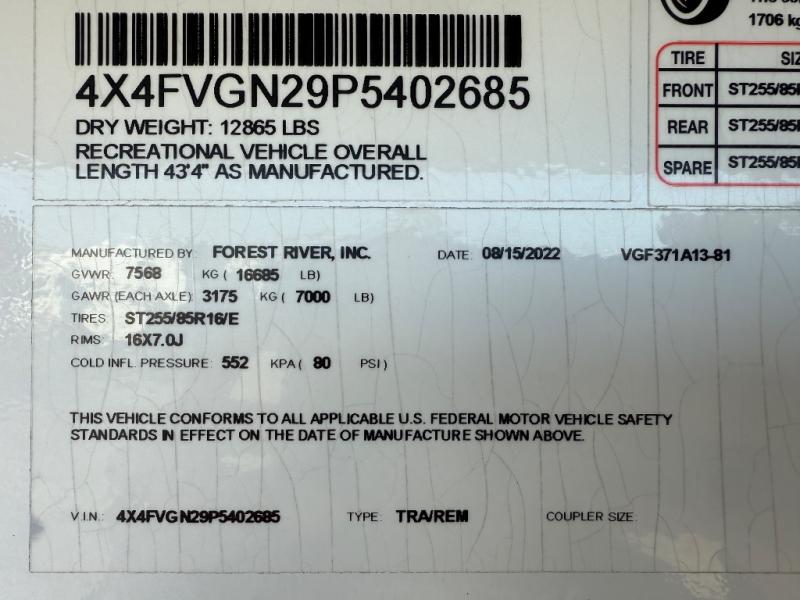 1706 kg
4X4FVGN29P5402685
DRY WEIGHT: 12865 LBS
RECREATIONAL VEHICLE OVERALL
LENGTH 43'4" AS MANUFACTURED.
TIRE
FRONT ST255/85
REAR ST255/85
SPARE ST255/85
MANUFACTURED BY: FOREST RIVER, INC. DATE: 08/15/2022 VGF371A13-81
GVWR: 7568 KG ( 16685 LB)
GAWR (EACH AXLE): 3175 KG ( 7000 LB)
TIRES: ST255/85R16/E
RIMS: 16X7.0J
COLD INFL. PRESSURE: 552 KPA ( 80 PSI )
THIS VEHICLE CONFORMS TO ALL APPLICABLE U.S. FEDERAL MOTOR VEHICLE SAFETY
STANDARDS IN EFFECT ON THE DATE OF MANUFACTURE SHOWN ABOVE.
V.I.N.: 4X4FVGN29P5402685 TYPE: TRA/REM COUPLER SIZE: